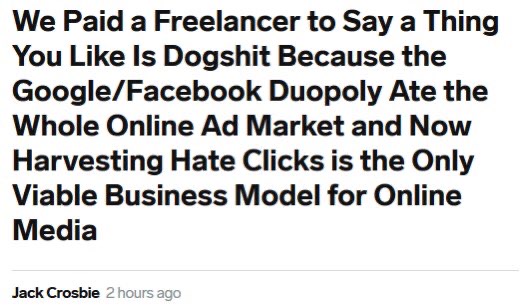 We Paid a Freelancer to Say a Thing
You Like Is Dogshit Because the
Google/Facebook Duopoly Ate the
Whole Online Ad Market and Now
Harvesting Hate Clicks is the Only
Viable Business Model for Online
Media
Jack Crosbie 2 hours ago